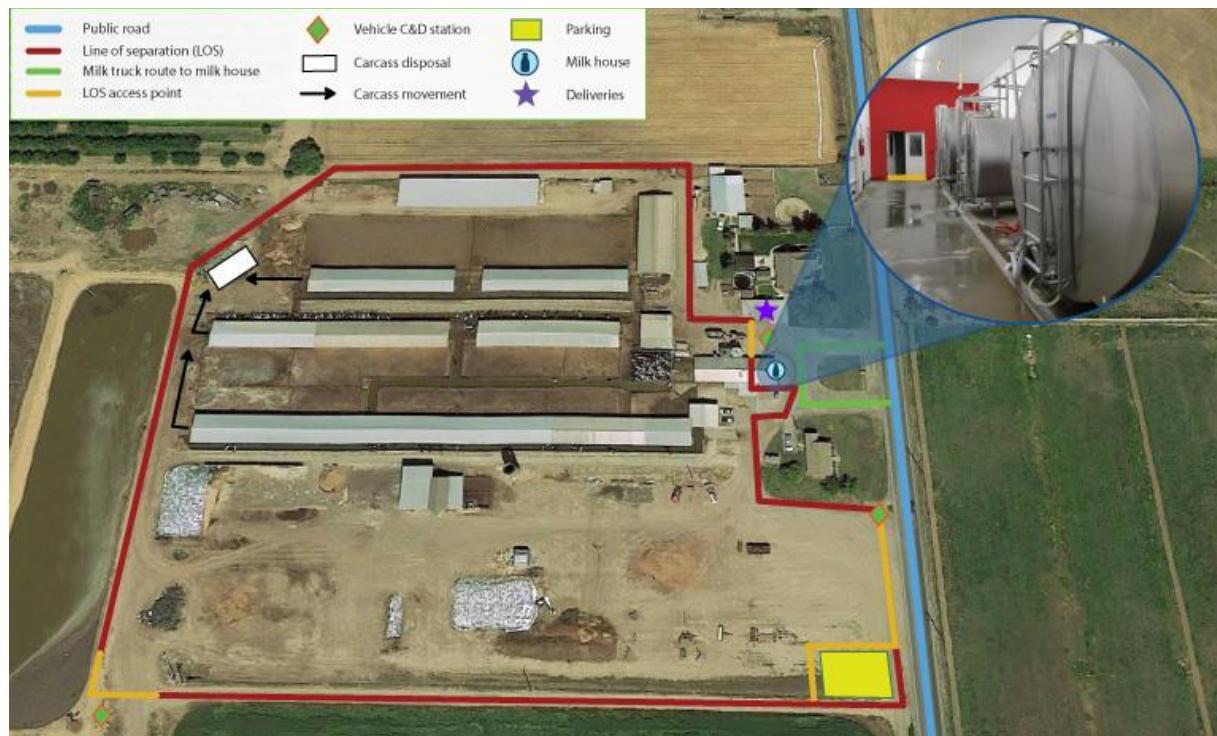 Public road
Line of separation (LOS)
Milk truck route to milk house
LOS access point
Vehicle C&D station
Carcass disposal
Carcass movement
Parking
Milk house
Deliveries